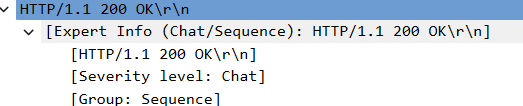 HTTP/1.1 200 OK\r\n
[Expert Info (Chat/Sequence): HTTP/1.1 200 OK\r\n]
[HTTP/1.1 200 OK\r\n]
[Severity level: Chat]
[Group: Sequence]